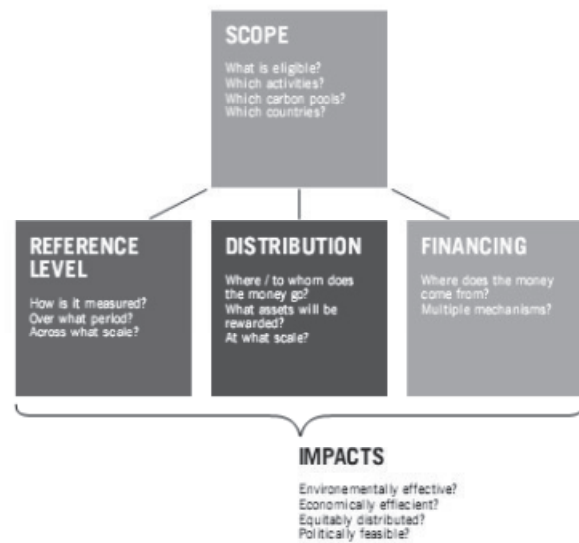 SCOPE
What is eligible?
Which activities?
Which carbon pools?
Which countries?
REFERENCE
LEVEL
How is it measured?
Over what period?
Across what scale?
DISTRIBUTION
Where / to whom does
the money go?
What assets will be
rewarded?
At what scale?
FINANCING
Where does the money
come from?
Multiple mechanisms?
IMPACTS
Environementally effective?
Economically effiecient?
Equitably distributed?
Politically feasible?